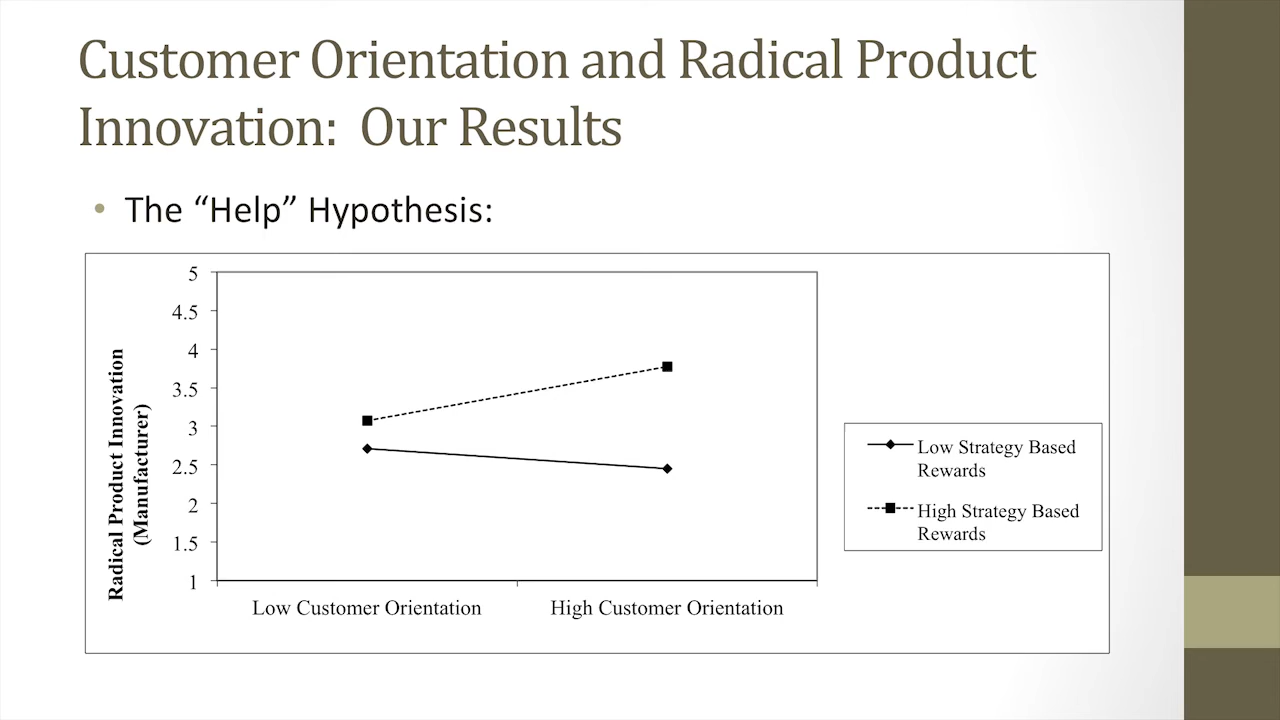 Customer Orientation and Radical Product
Innovation: Our Results
• The “Help” Hypothesis:
5
4.5
4
3.5
3
2.5
2
1.5
1
Radical Product Innovation
(Manufacturer)
Low Customer Orientation
High Customer Orientation
Low Strategy Based
Rewards
High Strategy Based
Rewards